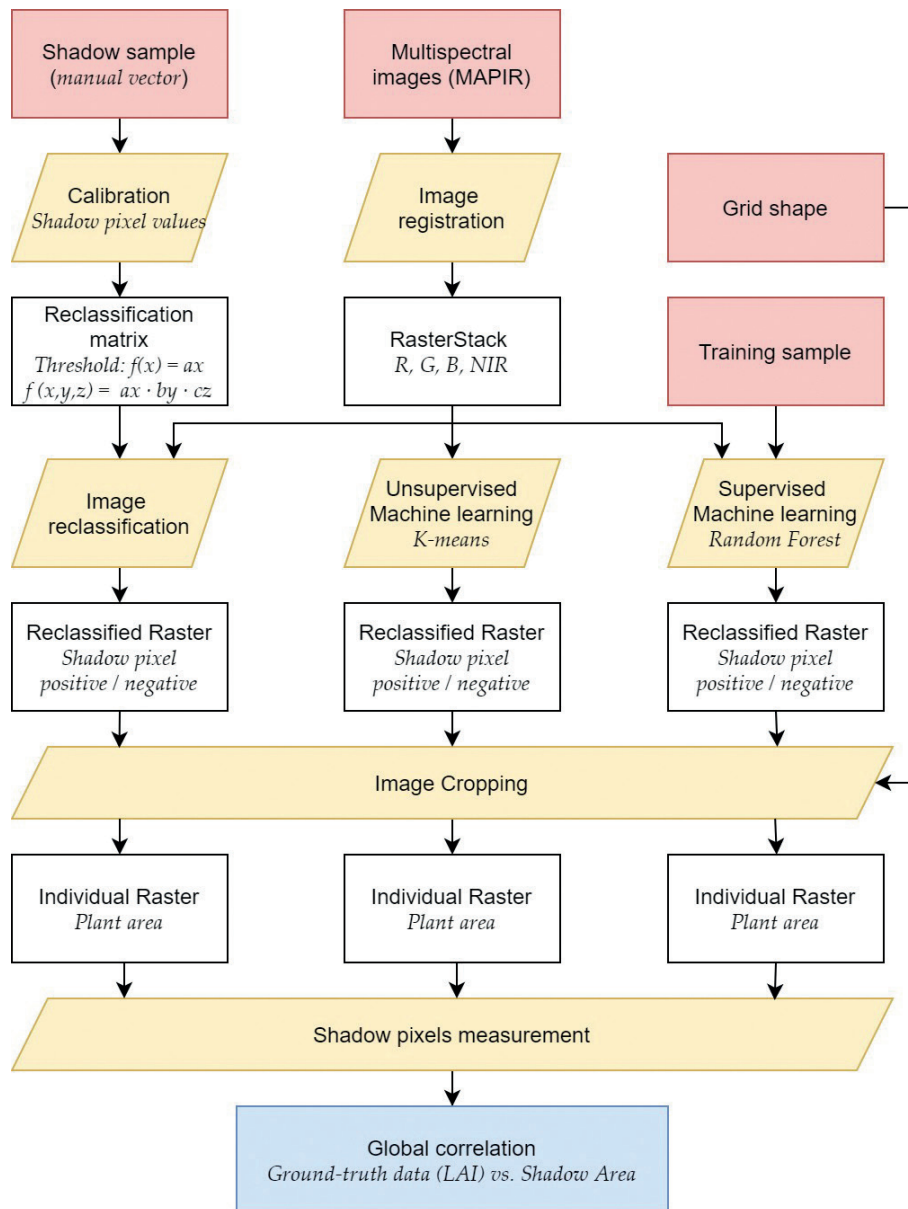 Shadow sample
(manual vector)
Multispectral
images (MAPIR)
Calibration
Shadow pixel values
Image
registration
Grid shape
Reclassification
matrix
Threshold: f(x) = ax
f (x,y,z) = ax · by · cz
RasterStack
R, G, B, NIR
Training sample
Image
reclassification
Unsupervised
Machine learning
K-means
Supervised
Machine learning
Random Forest
Reclassified Raster
Shadow pixel
positive / negative
Reclassified Raster
Shadow pixel
positive / negative
Reclassified Raster
Shadow pixel
positive / negative
Image Cropping
Individual Raster
Plant area
Individual Raster
Plant area
Individual Raster
Plant area
Shadow pixels measurement
Global correlation
Ground-truth data (LAI) vs. Shadow Area